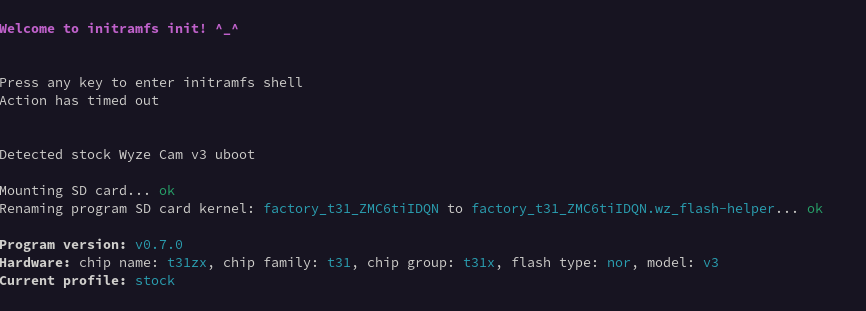 Welcome to initramfs init! ^_^
Press any key to enter initramfs shell
Action has timed out
Detected stock Wyze Cam v3 uboot
Mounting SD card... ok
Renaming program SD card kernel: factory_t31_ZMC6tiIDQN to factory_t31_ZMC6tiIDQN.wz_flash-helper... ok
Program version: v0.7.0
Hardware: chip name: t31zx, chip family: t31, chip group: t31x, flash type: nor, model: v3
Current profile: stock